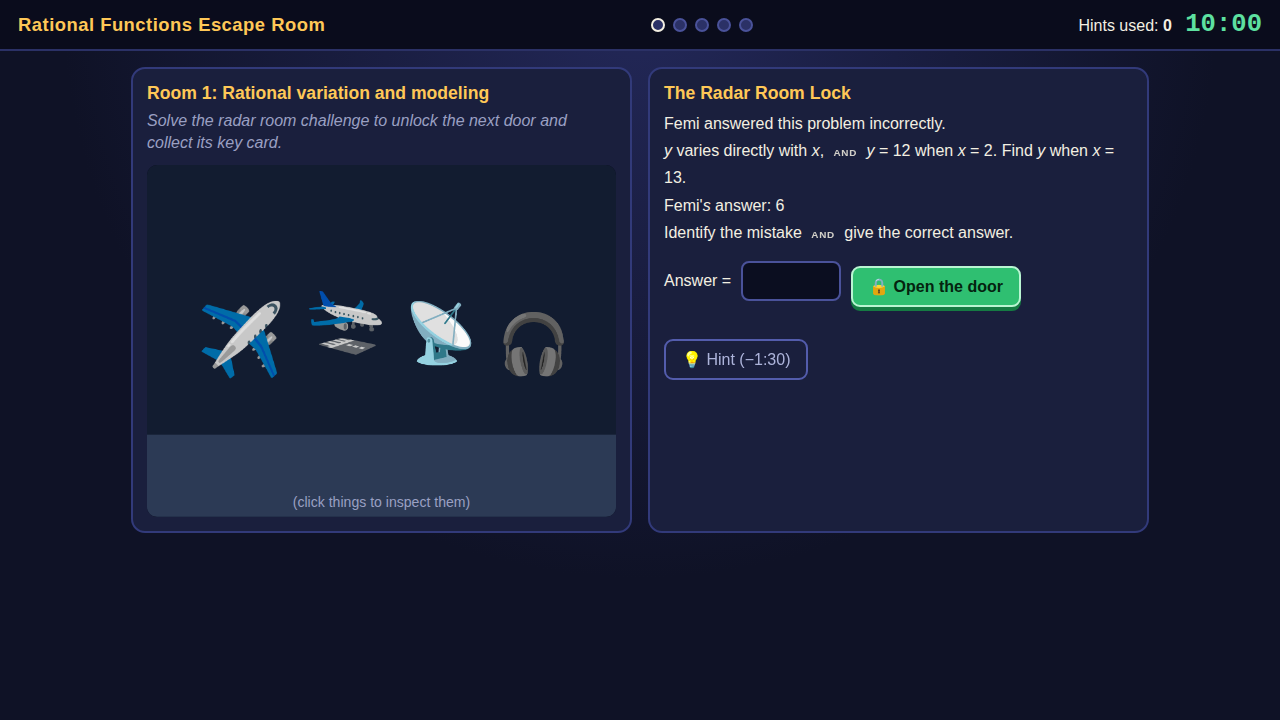 Rational Functions Escape Room
Hints used: 0 10:00
Room 1: Rational variation and modeling
Solve the radar room challenge to unlock the next door and
collect its key card.
(click things to inspect them)
The Radar Room Lock
Femi answered this problem incorrectly.
y varies directly with x, AND y = 12 when x = 2. Find y when x =
13.
Femi's answer: 6
Identify the mistake AND give the correct answer.
Answer =
🔒 Open the door
💡 Hint (−1:30)